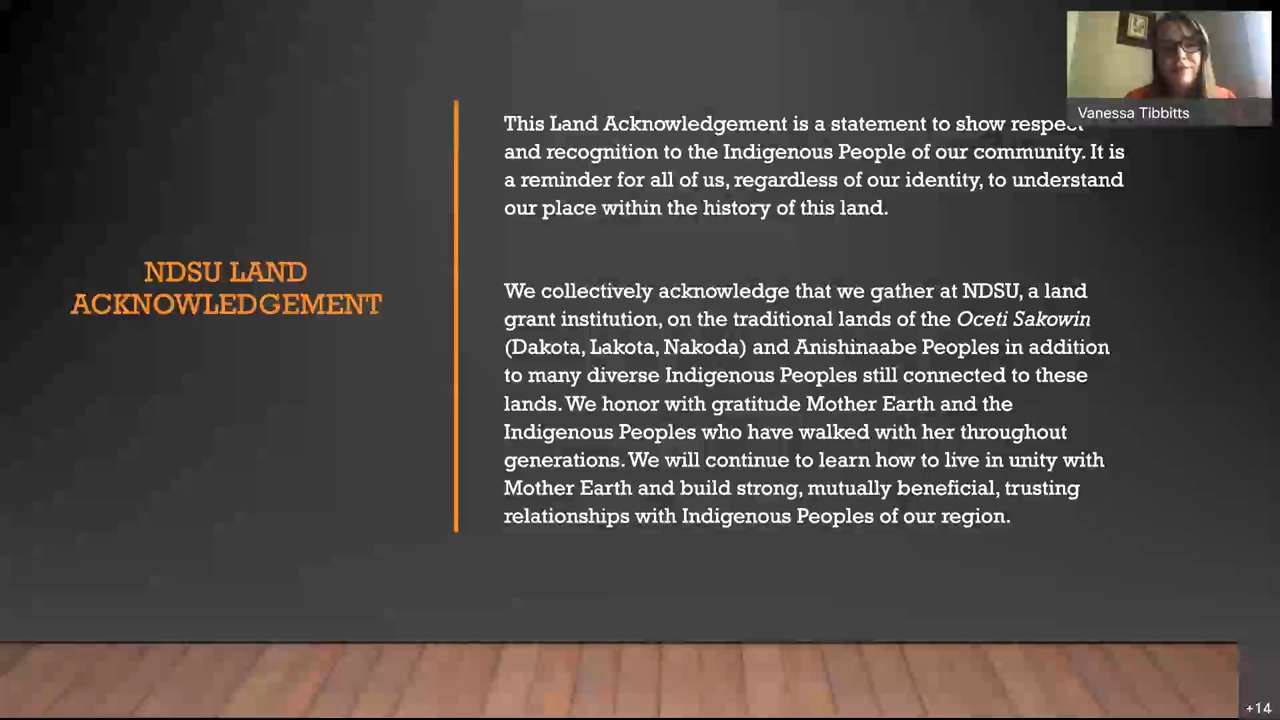 NDSU LAND
ACKNOWLEDGEMENT
This Land Acknowledgement is a statement to show respect
and recognition to the Indigenous People of our community. It is
a reminder for all of us, regardless of our identity, to understand
our place within the history of this land.
We collectively acknowledge that we gather at NDSU, a land
grant institution, on the traditional lands of the Oceti Sakowin
(Dakota, Lakota, Nakoda) and Anishinaabe Peoples in addition
to many diverse Indigenous Peoples still connected to these
lands. We honor with gratitude Mother Earth and the
Indigenous Peoples who have walked with her throughout
generations. We will continue to learn how to live in unity with
Mother Earth and build strong, mutually beneficial, trusting
relationships with Indigenous Peoples of our region.
Vanessa Tibbitts
+14